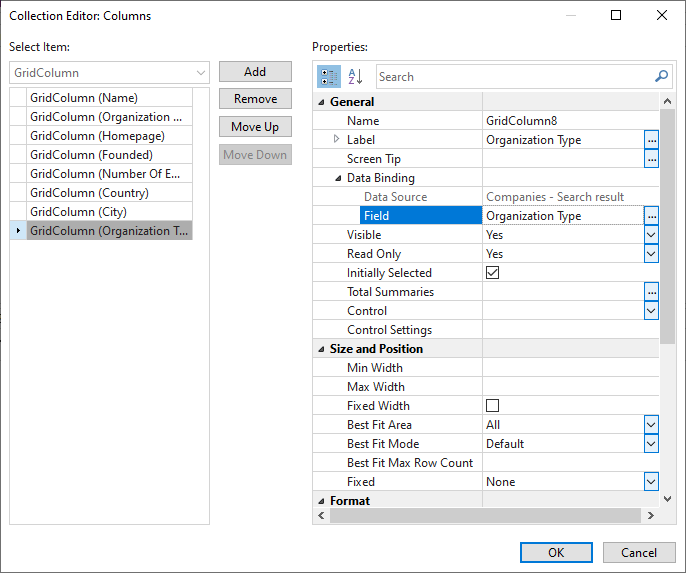 Collection Editor: Columns
Select Item:
GridColumn
GridColumn (Name)
GridColumn (Organization ...
GridColumn (Homepage)
GridColumn (Founded)
GridColumn (Number Of E...
GridColumn (Country)
GridColumn (City)
GridColumn (Organization T...
Add
Remove
Move Up
Move Down
Properties:
A Z Search
General
Name GridColumn8
Label Organization Type ...
Screen Tip ...
Data Binding
Data Source Companies - Search result
Field Organization Type ...
Visible Yes
Read Only Yes
Initially Selected
Total Summaries ...
Control
Control Settings
Size and Position
Min Width
Max Width
Fixed Width
Best Fit Area All
Best Fit Mode Default
Best Fit Max Row Count
Fixed None
Format
OK Cancel